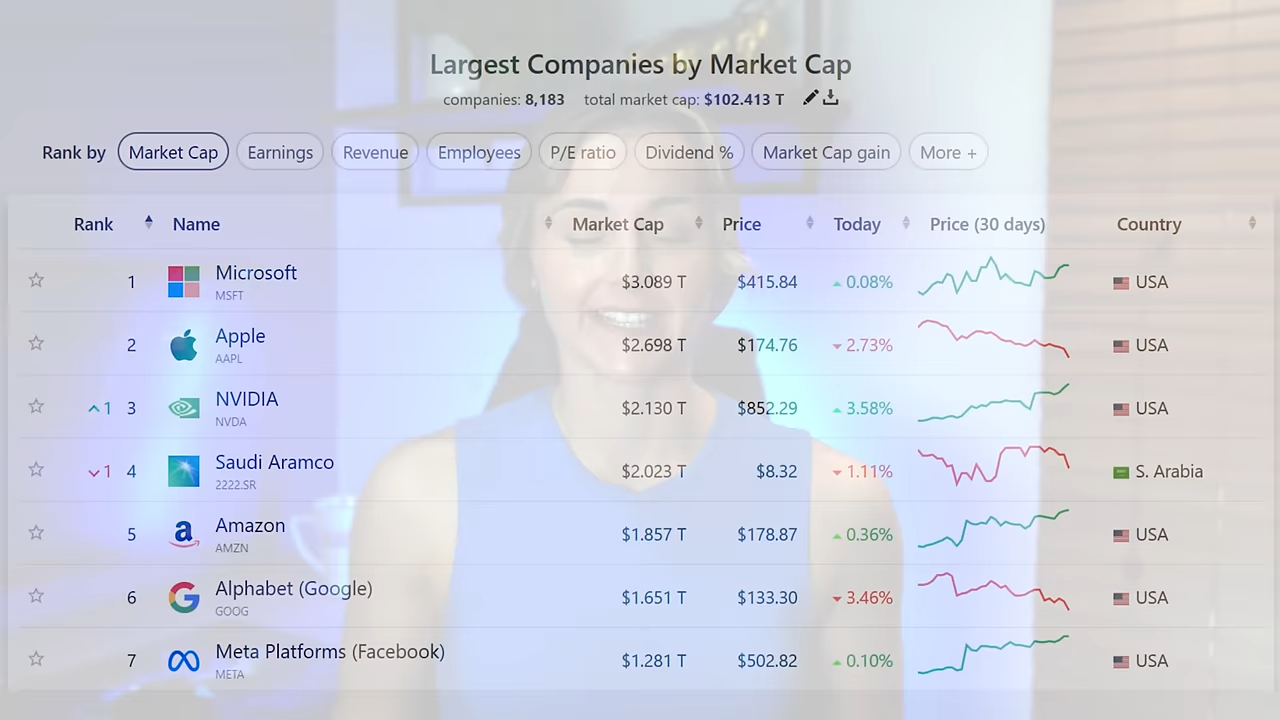 Largest Companies by Market Cap
companies: 8,183 total market cap: $102.413 T
Rank by Market Cap Earnings Revenue Employees P/E ratio Dividend % Market Cap gain More +
Rank Name Market Cap Price Today Price (30 days) Country
1 Microsoft MSFT $3.089 T $415.84 0.08% USA
2 Apple AAPL $2.698 T $174.76 2.73% USA
1 3 NVIDIA NVDA $2.130 T $852.29 3.58% USA
1 4 Saudi Aramco 2222.SR $2.023 T $8.32 1.11% S. Arabia
5 Amazon AMZN $1.857 T $178.87 0.36% USA
6 Alphabet (Google) GOOG $1.651 T $133.30 3.46% USA
7 Meta Platforms (Facebook) META $1.281 T $502.82 0.10% USA